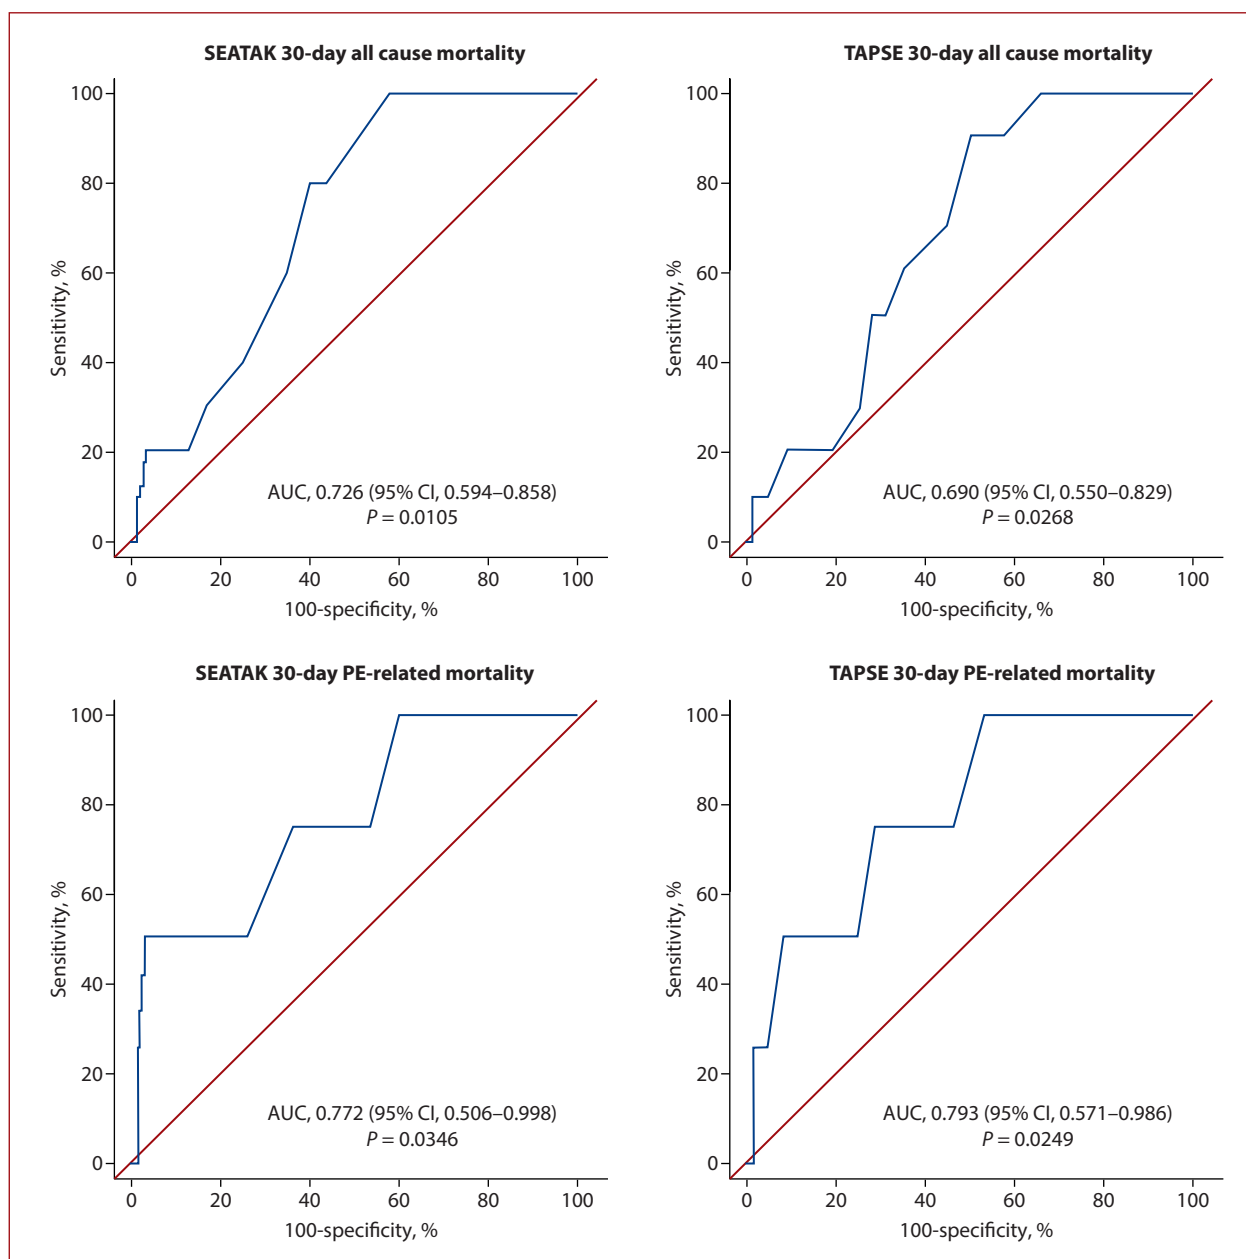 SEATAK 30-day all cause mortality
100
80
60
40
20
0
Sensitivity, %
AUC, 0.726 (95% CI, 0.594–0.858)
P = 0.0105
0 20 40 60 80 100
100-specificity, %
TAPSE 30-day all cause mortality
100
80
60
40
20
0
Sensitivity, %
AUC, 0.690 (95% CI, 0.550–0.829)
P = 0.0268
0 20 40 60 80 100
100-specificity, %
SEATAK 30-day PE-related mortality
100
80
60
40
20
0
Sensitivity, %
AUC, 0.772 (95% CI, 0.506–0.998)
P = 0.0346
0 20 40 60 80 100
100-specificity, %
TAPSE 30-day PE-related mortality
100
80
60
40
20
0
Sensitivity, %
AUC, 0.793 (95% CI, 0.571–0.986)
P = 0.0249
0 20 40 60 80 100
100-specificity, %